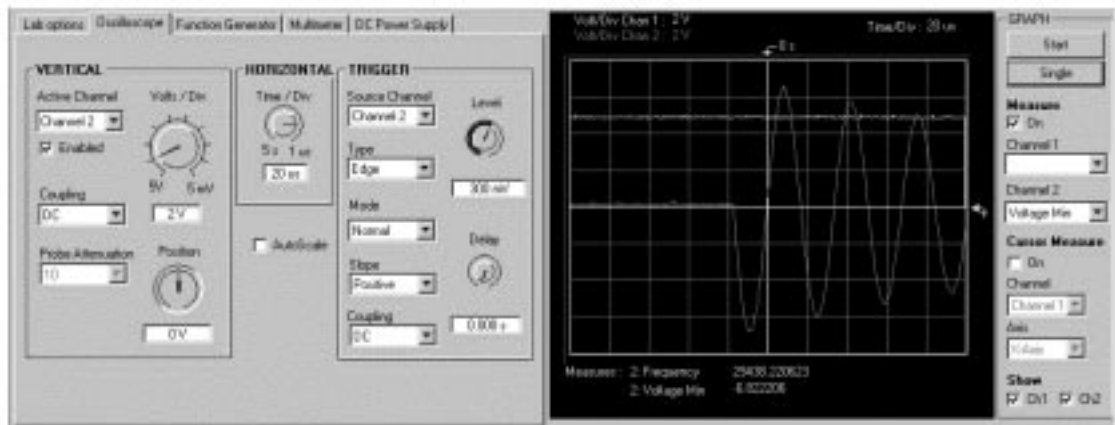 Lab options Oscilloscope Function Generator Multimeter DC Power Supply
VERTICAL
Active Channel
Channel 2
Enabled
Coupling
DC
Probe Attenuation
10
Volts / Div
5V 5 mV
2 V
Position
0 V
HORIZONTAL
Time / Div
5 s 1 us
20 us
AutoScale
TRIGGER
Source Channel
Channel 2
Type
Edge
Mode
Normal
Slope
Positive
Coupling
DC
Level
300 mV
Delay
0.000 s
Volt/Div Chan 1 : 2 V
Volt/Div Chan 2 : 2 V
Time/Div : 20 us
0 s
Measures : 2: Frequency 29438.220623
2: Voltage Min -6.822206
GRAPH
Start
Single
Measure
On
Channel 1
Channel 2
Voltage Min
Cursor Measure
On
Channel
Channel 1
Axis
X-Axis
Show
Ch1 Ch2